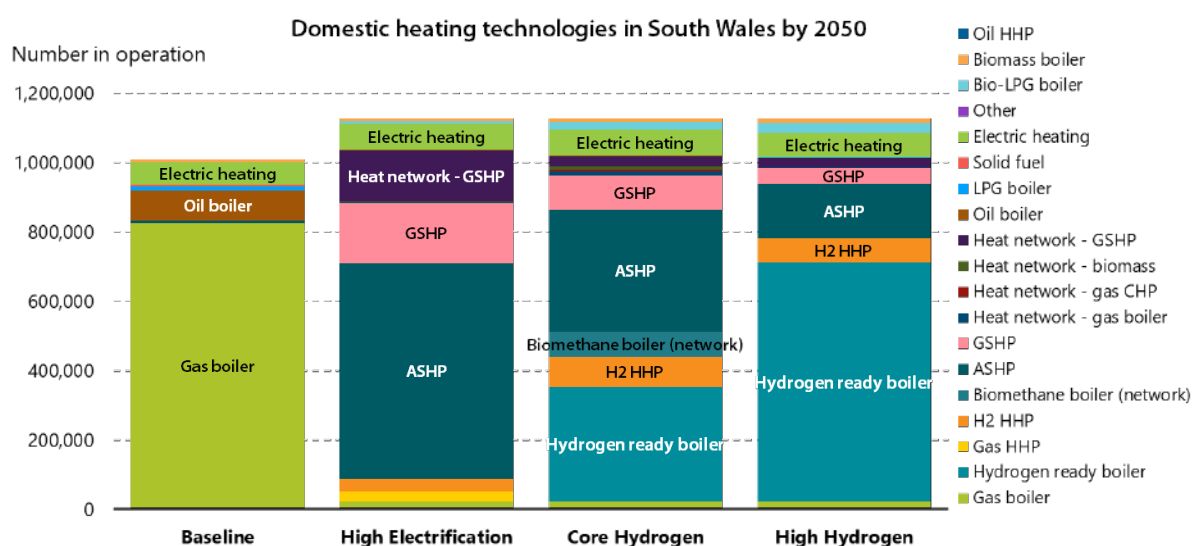 Domestic heating technologies in South Wales by 2050
Number in operation
1,200,000
1,000,000
800,000
600,000
400,000
200,000
0
Electric heating
Oil boiler
Gas boiler
Electric heating
Heat network - GSHP
GSHP
ASHP
Electric heating
GSHP
ASHP
Biomethane boiler (network)
H2 HHP
Hydrogen ready boiler
Electric heating
GSHP
ASHP
H2 HHP
Hydrogen ready boiler
Baseline
High Electrification
Core Hydrogen
High Hydrogen
Oil HHP
Biomass boiler
Bio-LPG boiler
Other
Electric heating
Solid fuel
LPG boiler
Oil boiler
Heat network - GSHP
Heat network - biomass
Heat network - gas CHP
Heat network - gas boiler
GSHP
ASHP
Biomethane boiler (network)
H2 HHP
Gas HHP
Hydrogen ready boiler
Gas boiler